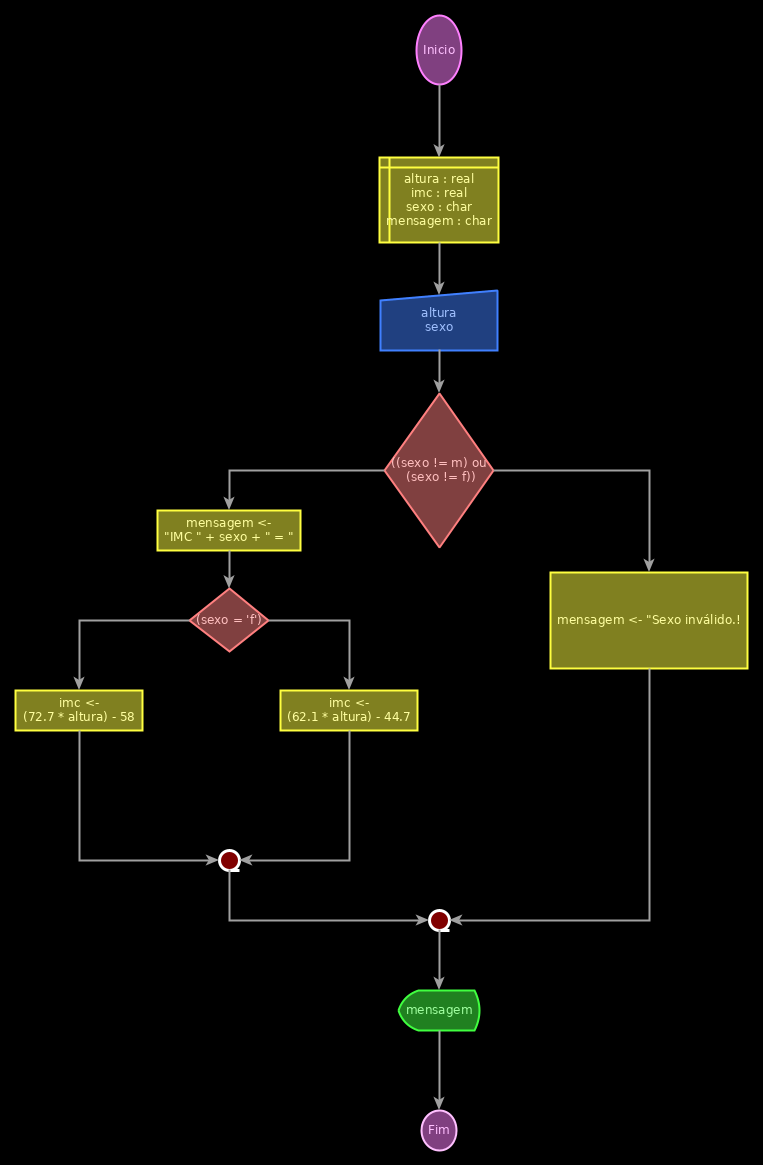 Inicio
altura : real
imc : real
sexo : char
mensagem : char
altura
sexo
((sexo != m) ou
(sexo != f))
mensagem <-
"IMC " + sexo + " = "
(sexo = 'f')
mensagem <- "Sexo inválido.!
imc <-
(72.7 * altura) - 58
imc <-
(62.1 * altura) - 44.7
mensagem
Fim